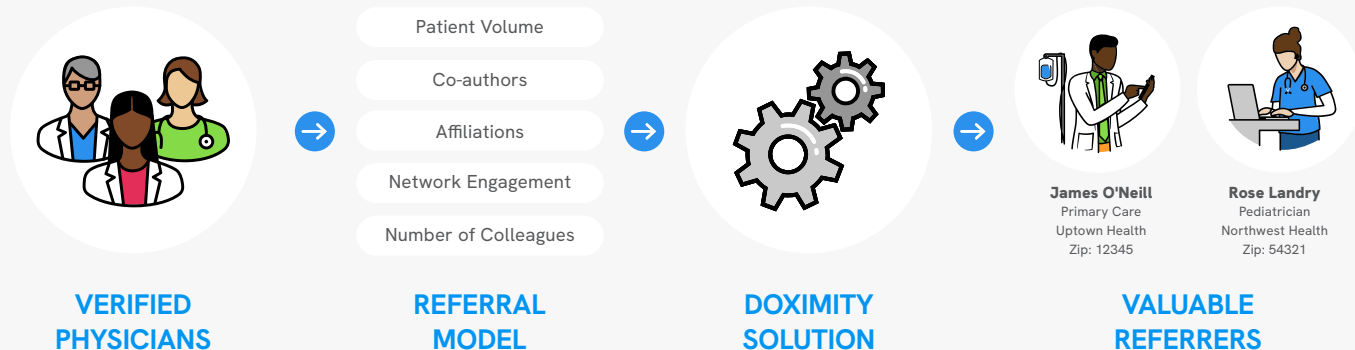 Patient Volume
Co-authors
Affiliations
Network Engagement
Number of Colleagues
James O'Neill
Primary Care
Uptown Health
Zip: 12345
Rose Landry
Pediatrician
Northwest Health
Zip: 54321
VERIFIED
PHYSICIANS
REFERRAL
MODEL
DOXIMITY
SOLUTION
VALUABLE
REFERRERS